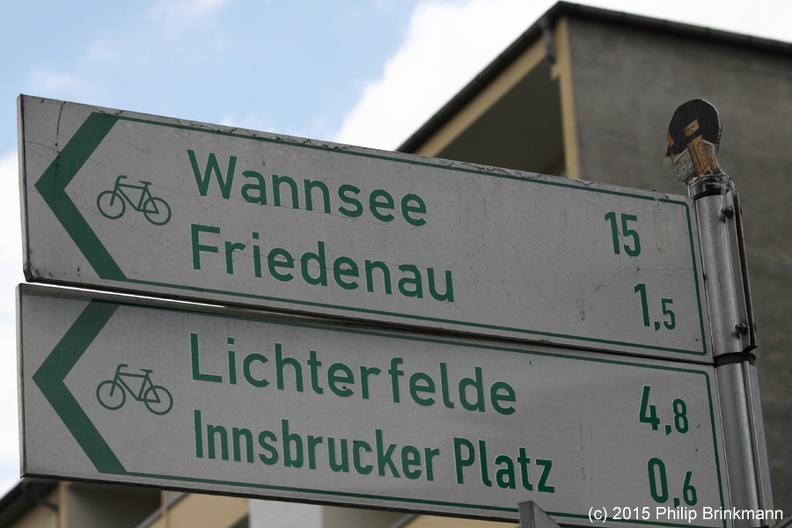 Wannsee 15
Friedenau 1,5
Lichterfelde 4,8
Innsbrucker Platz 0,6
(c) 2015 Philip Brinkmann